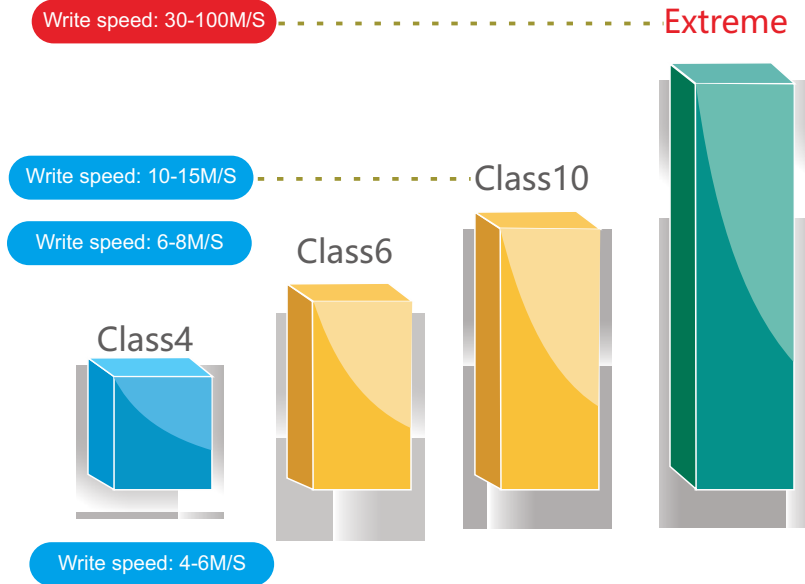 Write speed: 30-100M/S
Extreme
Write speed: 10-15M/S
Class10
Write speed: 6-8M/S
Class6
Class4
Write speed: 4-6M/S